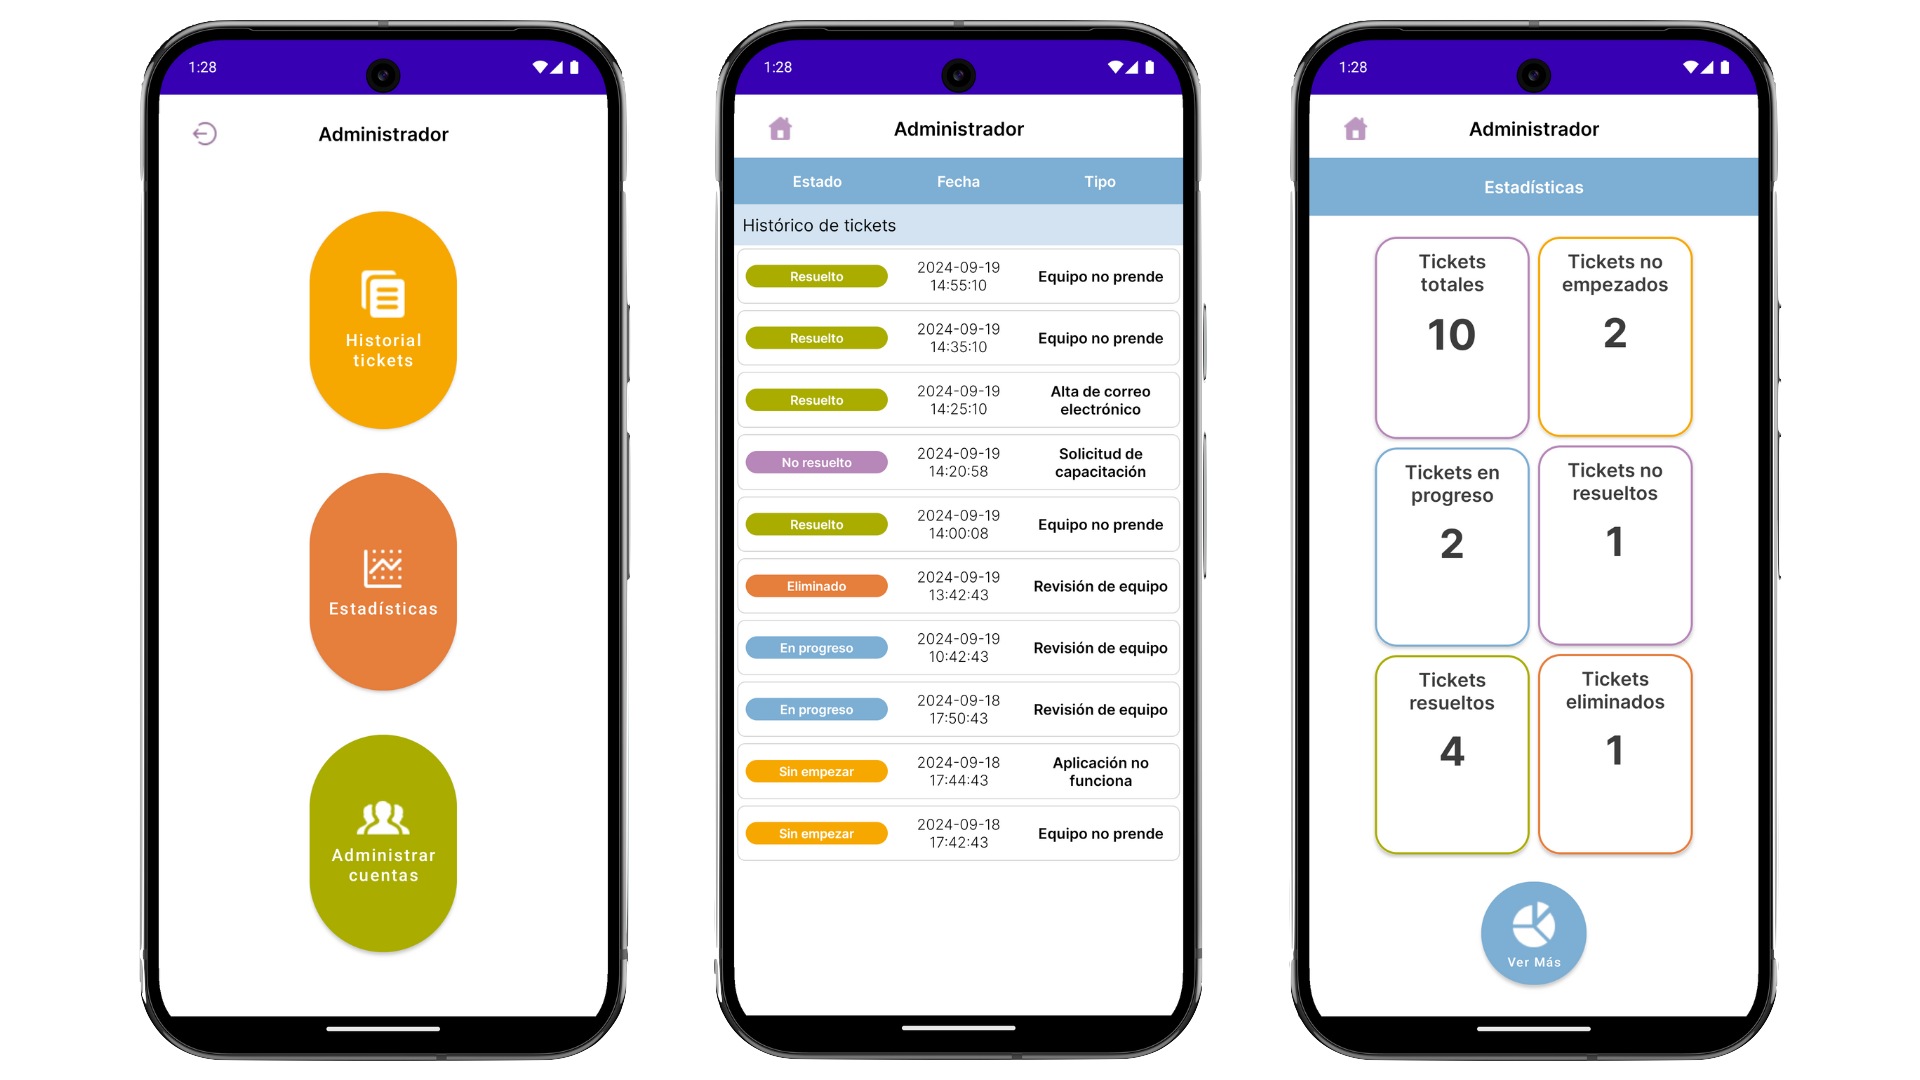 1:28
Administrador
Historial
tickets
Estadísticas
Administrar
cuentas
1:28
Administrador
Estado Fecha Tipo
Histórico de tickets
Resuelto 2024-09-19 14:55:10 Equipo no prende
Resuelto 2024-09-19 14:35:10 Equipo no prende
Resuelto 2024-09-19 14:25:10 Alta de correo electrónico
No resuelto 2024-09-19 14:20:58 Solicitud de capacitación
Resuelto 2024-09-19 14:00:08 Equipo no prende
Eliminado 2024-09-19 13:42:43 Revisión de equipo
En progreso 2024-09-19 10:42:43 Revisión de equipo
En progreso 2024-09-18 17:50:43 Revisión de equipo
Sin empezar 2024-09-18 17:44:43 Aplicación no funciona
Sin empezar 2024-09-18 17:42:43 Equipo no prende
1:28
Administrador
Estadísticas
Tickets
totales
10
Tickets no
empezados
2
Tickets en
progreso
2
Tickets no
resueltos
1
Tickets
resueltos
4
Tickets
eliminados
1
Ver Más